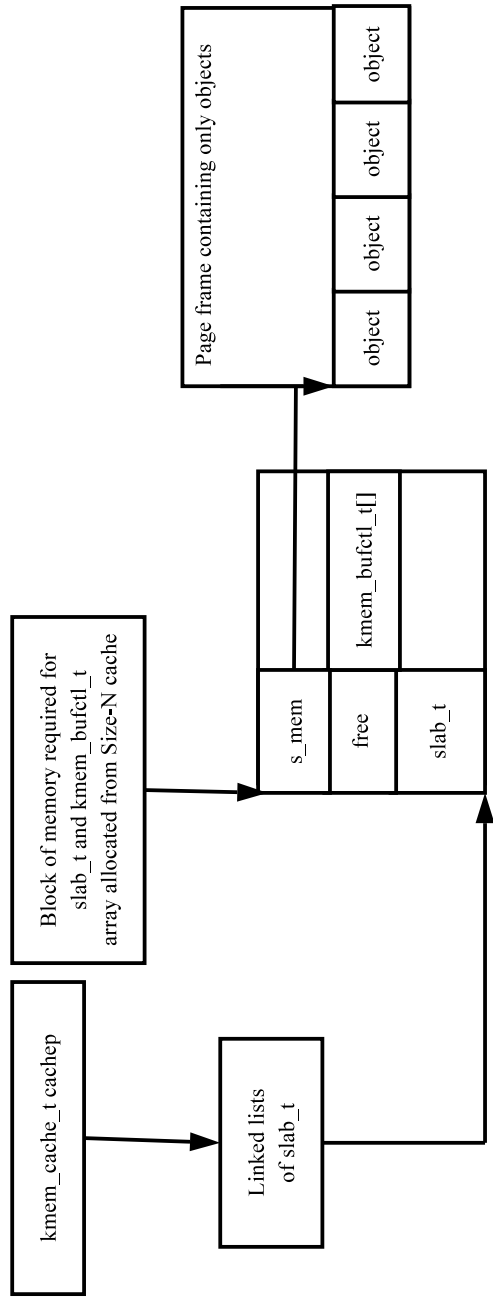 kmem_cache_t cachep
Block of memory required for
slab_t and kmem_bufctl_t
array allocated from Size-N cache
Page frame containing only objects
Linked lists
of slab_t
s_mem
free
kmem_bufctl_t[]
slab_t
object
object
object
object